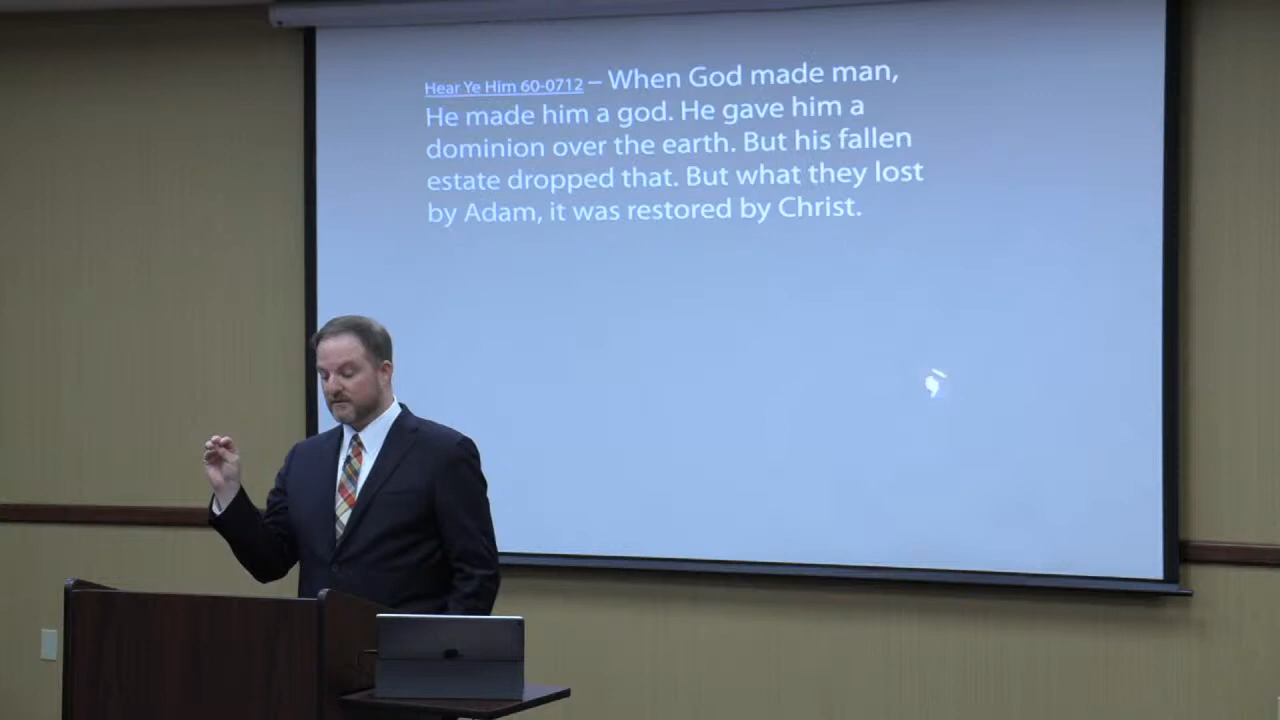 Hear Ye Him 60-0712 – When God made man,
He made him a god. He gave him a
dominion over the earth. But his fallen
estate dropped that. But what they lost
by Adam, it was restored by Christ.